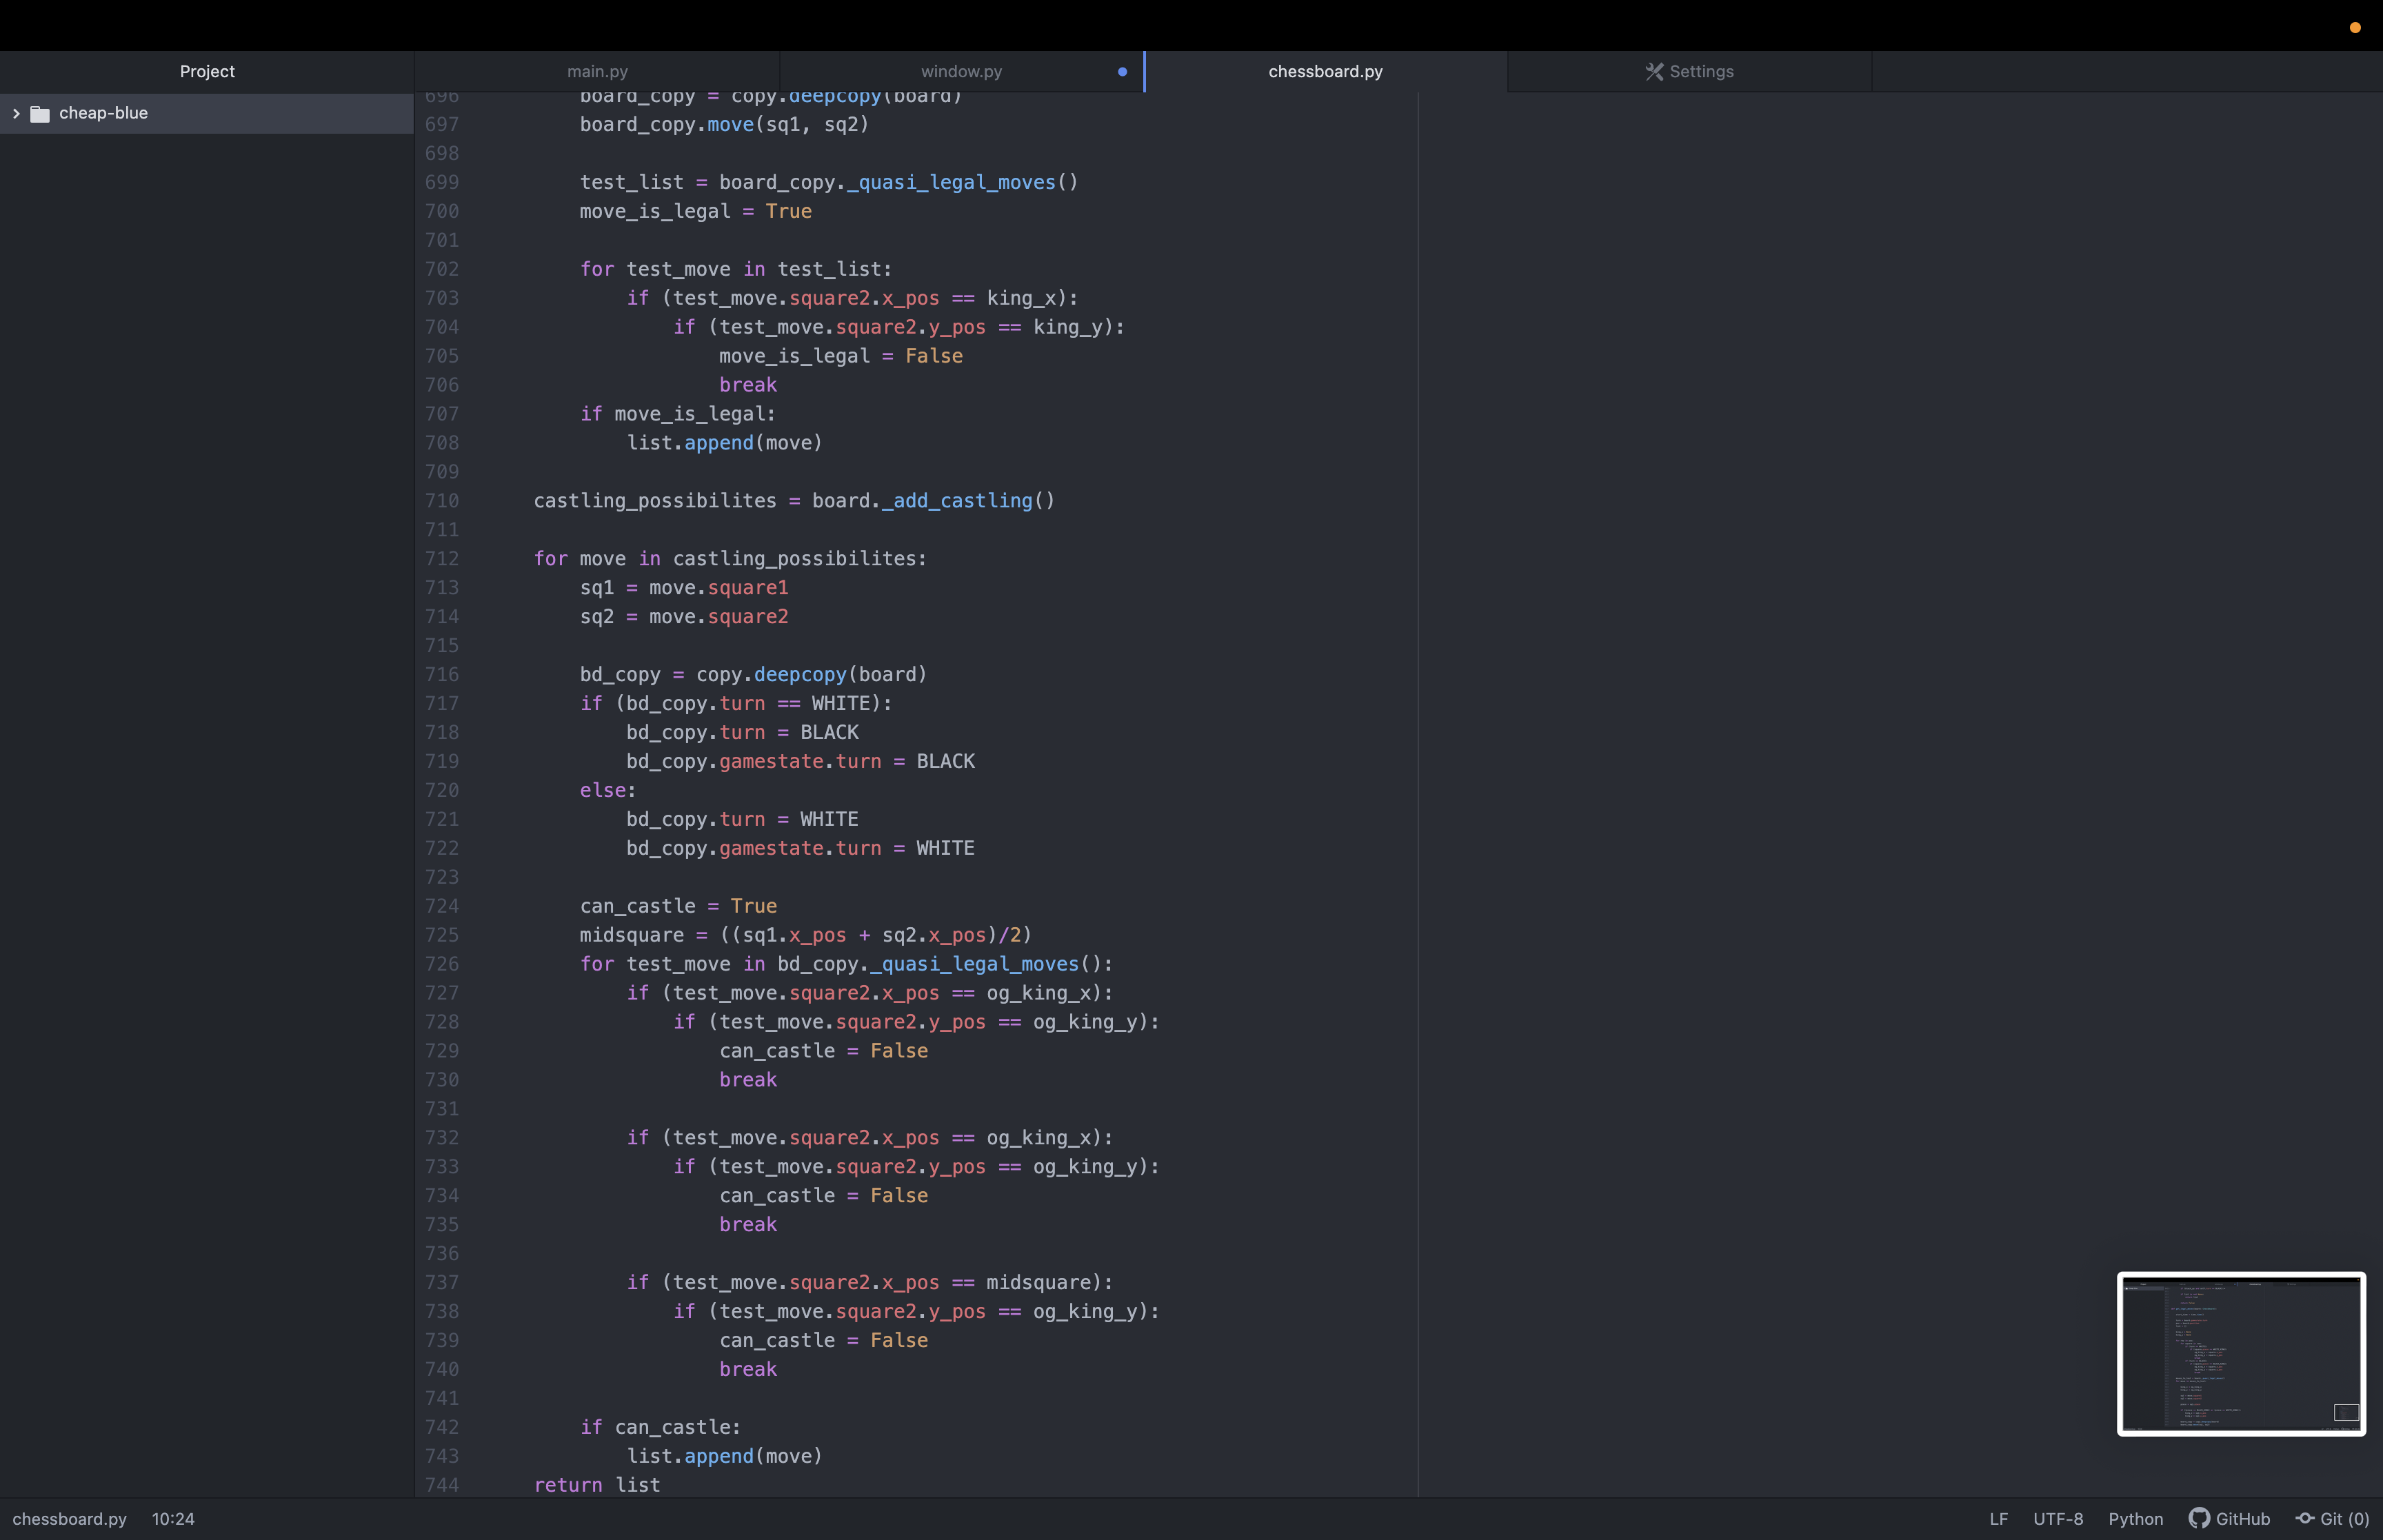 Project
main.py
window.py
chessboard.py
Settings
cheap-blue
696 board_copy = copy.deepcopy(board)
697 board_copy.move(sq1, sq2)
698
699 test_list = board_copy._quasi_legal_moves()
700 move_is_legal = True
701
702 for test_move in test_list:
703 if (test_move.square2.x_pos == king_x):
704 if (test_move.square2.y_pos == king_y):
705 move_is_legal = False
706 break
707 if move_is_legal:
708 list.append(move)
709
710 castling_possibilites = board._add_castling()
711
712 for move in castling_possibilites:
713 sq1 = move.square1
714 sq2 = move.square2
715
716 bd_copy = copy.deepcopy(board)
717 if (bd_copy.turn == WHITE):
718 bd_copy.turn = BLACK
719 bd_copy.gamestate.turn = BLACK
720 else:
721 bd_copy.turn = WHITE
722 bd_copy.gamestate.turn = WHITE
723
724 can_castle = True
725 midsquare = ((sq1.x_pos + sq2.x_pos)/2)
726 for test_move in bd_copy._quasi_legal_moves():
727 if (test_move.square2.x_pos == og_king_x):
728 if (test_move.square2.y_pos == og_king_y):
729 can_castle = False
730 break
731
732 if (test_move.square2.x_pos == og_king_x):
733 if (test_move.square2.y_pos == og_king_y):
734 can_castle = False
735 break
736
737 if (test_move.square2.x_pos == midsquare):
738 if (test_move.square2.y_pos == og_king_y):
739 can_castle = False
740 break
741
742 if can_castle:
743 list.append(move)
744 return list
chessboard.py 10:24
LF UTF-8 Python GitHub Git (0)